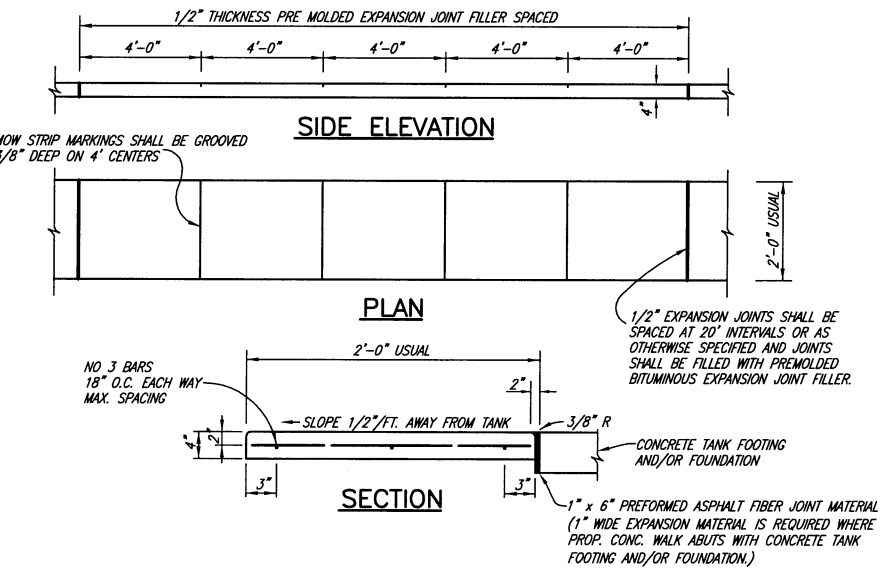 1/2" THICKNESS PRE MOLDED EXPANSION JOINT FILLER SPACED
4'-0" 4'-0" 4'-0" 4'-0" 4'-0"
4"
SIDE ELEVATION
MOW STRIP MARKINGS SHALL BE GROOVED
3/8" DEEP ON 4' CENTERS
2'-0" USUAL
PLAN
1/2" EXPANSION JOINTS SHALL BE
SPACED AT 20' INTERVALS OR AS
OTHERWISE SPECIFIED AND JOINTS
SHALL BE FILLED WITH PREMOLDED
BITUMINOUS EXPANSION JOINT FILLER.
2'-0" USUAL
NO 3 BARS
18" O.C. EACH WAY
MAX. SPACING
2"
SLOPE 1/2"/FT. AWAY FROM TANK
3/8" R
4"
2"
CONCRETE TANK FOOTING
AND/OR FOUNDATION
3"
3"
SECTION
1" x 6" PREFORMED ASPHALT FIBER JOINT MATERIAL
(1" WIDE EXPANSION MATERIAL IS REQUIRED WHERE
PROP. CONC. WALK ABUTS WITH CONCRETE TANK
FOOTING AND/OR FOUNDATION.)